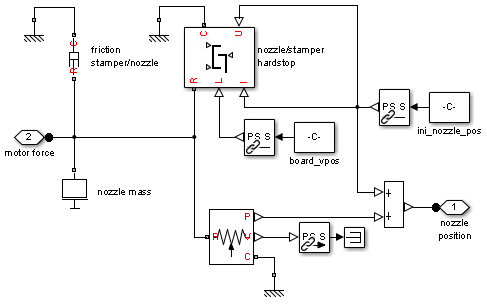 C
U
C
friction
stamper/nozzle
R
nozzle/stamper
hardstop
R
L
I
2
motor force
PS S
-C-
board_vpos
PS S
-C-
ini_nozzle_pos
nozzle mass
+
+
1
nozzle
position
P
R
V
C
PS S